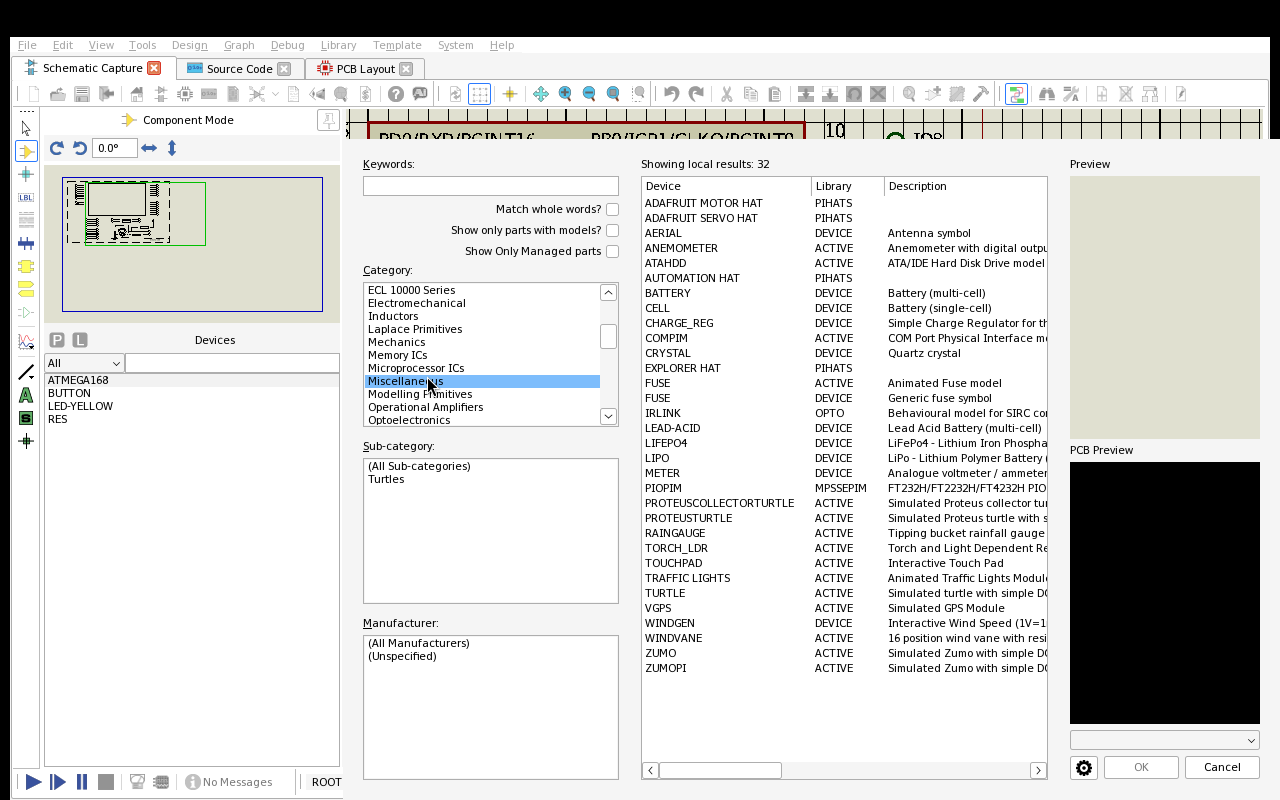 File Edit View Tools Design Graph Debug Library Template System Help
Schematic Capture Source Code PCB Layout
Component Mode
0.0°
PD0/RXD/PCINT16 PB0/ICP1/CLKO/PCINT0 10
LBL
P L Devices
All
ATMEGA168
BUTTON
LED-YELLOW
RES
A
S
No Messages ROOT
Keywords:
Match whole words?
Show only parts with models?
Show Only Managed parts
Category:
ECL 10000 Series
Electromechanical
Inductors
Laplace Primitives
Mechanics
Memory ICs
Microprocessor ICs
Miscellaneous
Modelling Primitives
Operational Amplifiers
Optoelectronics
Sub-category:
(All Sub-categories)
Turtles
Manufacturer:
(All Manufacturers)
(Unspecified)
Showing local results: 32
Device Library Description
ADAFRUIT MOTOR HAT PIHATS
ADAFRUIT SERVO HAT PIHATS
AERIAL DEVICE Antenna symbol
ANEMOMETER ACTIVE Anemometer with digital outpu
ATAHDD ACTIVE ATA/IDE Hard Disk Drive model
AUTOMATION HAT PIHATS
BATTERY DEVICE Battery (multi-cell)
CELL DEVICE Battery (single-cell)
CHARGE_REG DEVICE Simple Charge Regulator for th
COMPIM ACTIVE COM Port Physical Interface m
CRYSTAL DEVICE Quartz crystal
EXPLORER HAT PIHATS
FUSE ACTIVE Animated Fuse model
FUSE DEVICE Generic fuse symbol
IRLINK OPTO Behavioural model for SIRC co
LEAD-ACID DEVICE Lead Acid Battery (multi-cell)
LIFEPO4 DEVICE LiFePo4 - Lithium Iron Phospha
LIPO DEVICE LiPo - Lithium Polymer Battery (
METER DEVICE Analogue voltmeter / ammeter
PIOPIM MPSSEPIM FT232H/FT2232H/FT4232H PIO
PROTEUSCOLLECTORTURTLE ACTIVE Simulated Proteus collector tur
PROTEUSTURTLE ACTIVE Simulated Proteus turtle with s
RAINGAUGE ACTIVE Tipping bucket rainfall gauge
TORCH_LDR ACTIVE Torch and Light Dependent Re
TOUCHPAD ACTIVE Interactive Touch Pad
TRAFFIC LIGHTS ACTIVE Animated Traffic Lights Module
TURTLE ACTIVE Simulated turtle with simple DC
VGPS ACTIVE Simulated GPS Module
WINDGEN DEVICE Interactive Wind Speed (1V=1
WINDVANE ACTIVE 16 position wind vane with resi
ZUMO ACTIVE Simulated Zumo with simple DC
ZUMOPI ACTIVE Simulated Zumo with simple DC
Preview
PCB Preview
OK Cancel